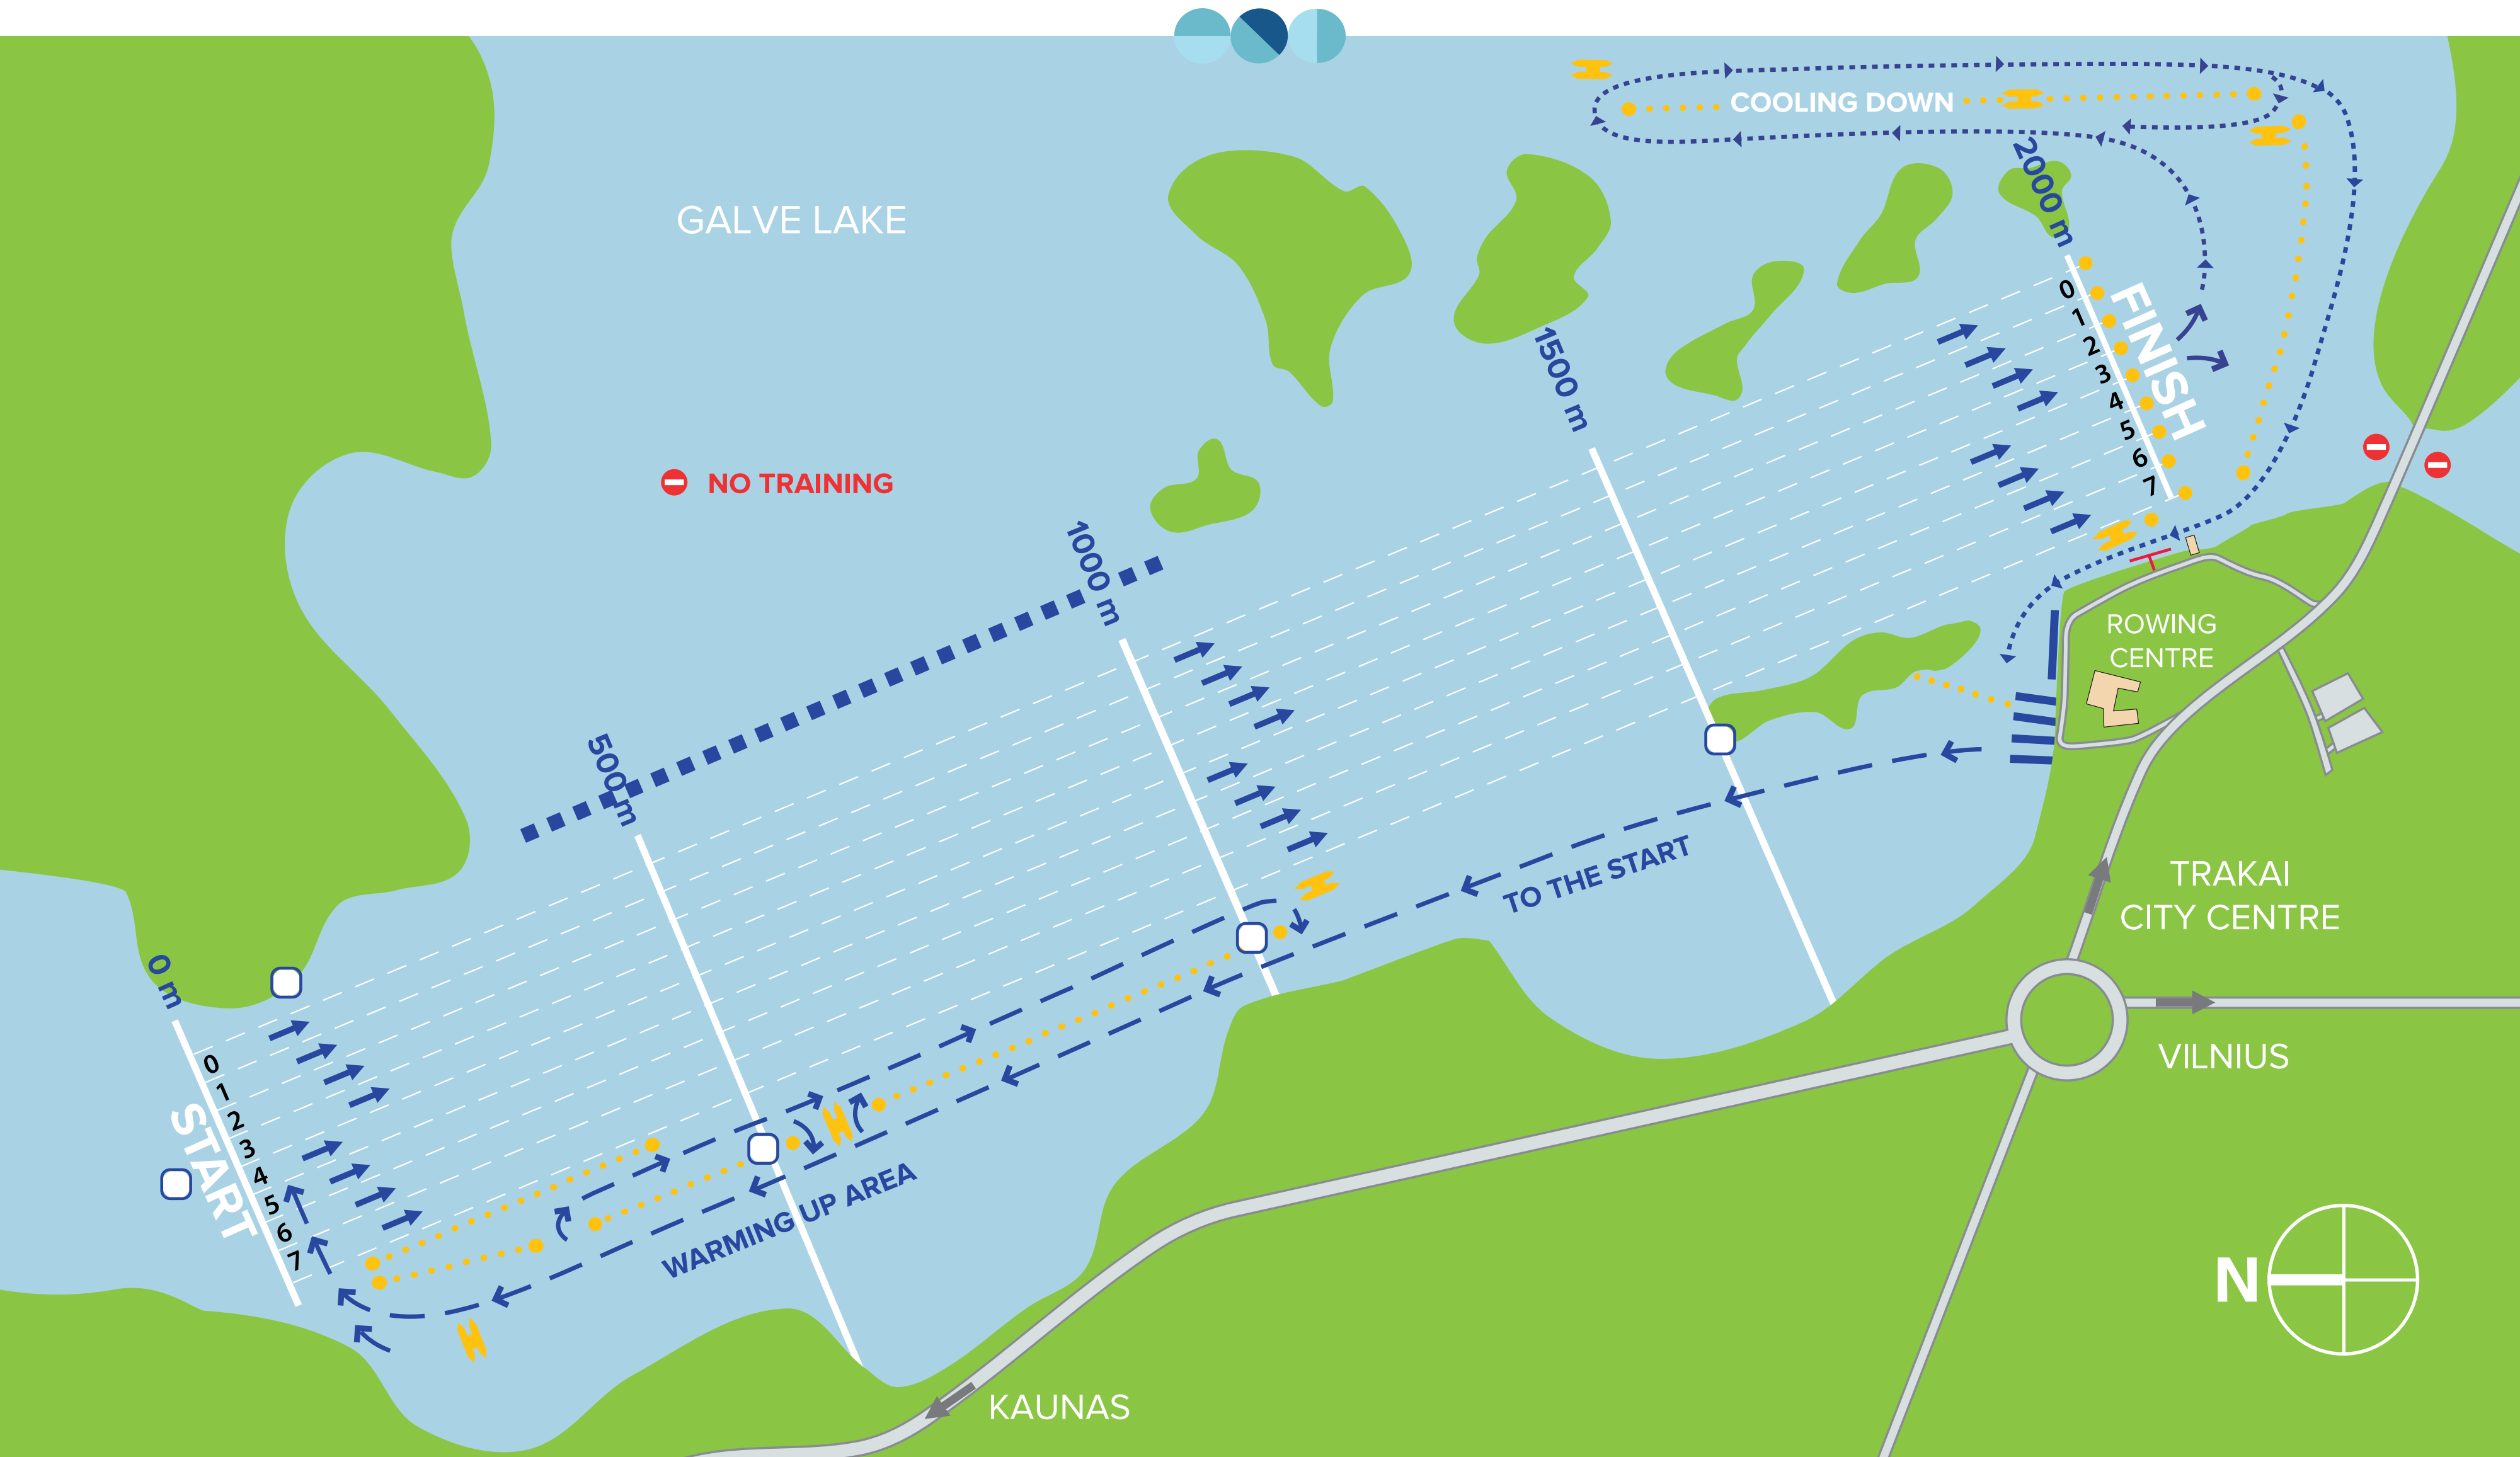 COOLING DOWN
GALVE LAKE
2000 m
0
1
2
3
4
5
6
7
FINISH
1500 m
NO TRAINING
1000 m
500 m
ROWING
CENTRE
TO THE START
TRAKAI
CITY CENTRE
0 m
0
1
2
3
4
5
6
7
START
WARMING UP AREA
VILNIUS
N
KAUNAS